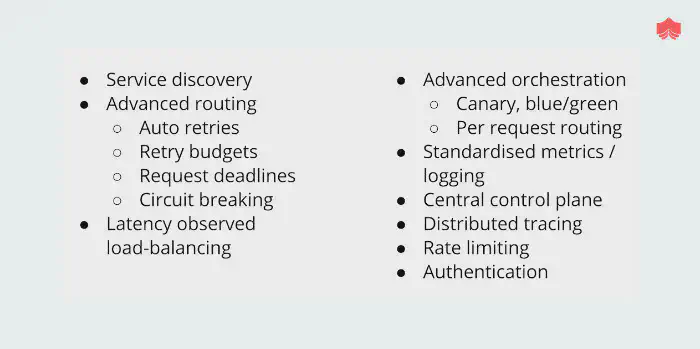 ● Service discovery
● Advanced routing
○ Auto retries
○ Retry budgets
○ Request deadlines
○ Circuit breaking
● Latency observed
load-balancing
● Advanced orchestration
○ Canary, blue/green
○ Per request routing
● Standardised metrics /
logging
● Central control plane
● Distributed tracing
● Rate limiting
● Authentication